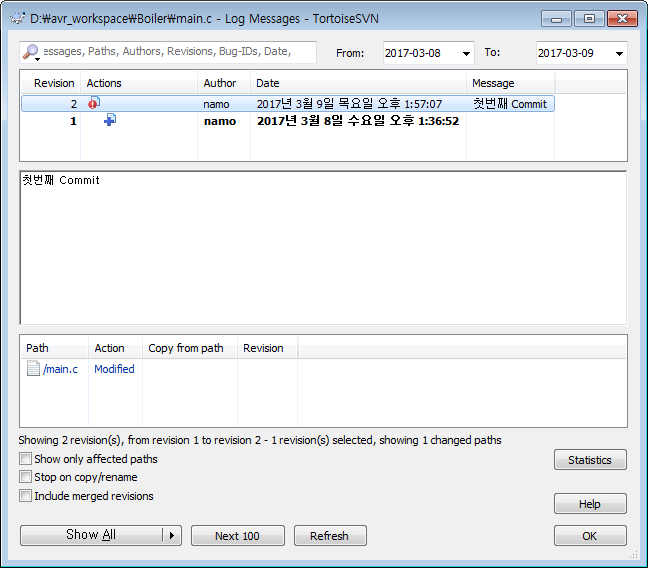 D:\avr_workspace\Boiler\main.c - Log Messages - TortoiseSVN
essages, Paths, Authors, Revisions, Bug-IDs, Date, From: 2017-03-08 To: 2017-03-09
Revision Actions Author Date Message
2 namo 2017년 3월 9일 목요일 오후 1:57:07 첫번째 Commit
1 namo 2017년 3월 8일 수요일 오후 1:36:52
첫번째 Commit
Path Action Copy from path Revision
/main.c Modified
Showing 2 revision(s), from revision 1 to revision 2 - 1 revision(s) selected, showing 1 changed paths
Show only affected paths
Statistics
Stop on copy/rename
Include merged revisions
Help
Show All Next 100 Refresh OK